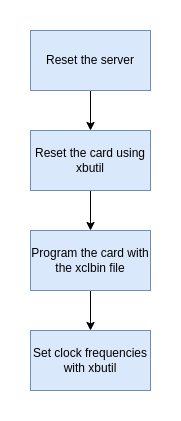 Reset the server
Reset the card using
xbutil
Program the card with
the xclbin file
Set clock frequencies
with xbutil